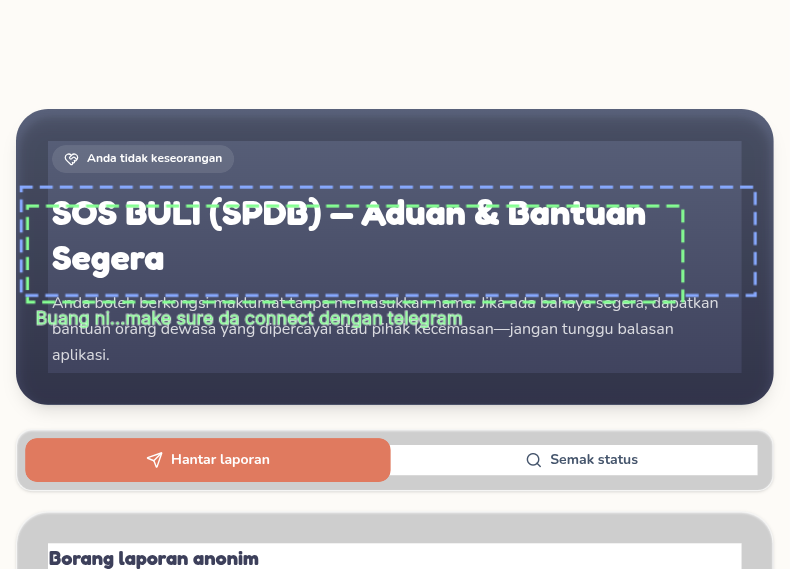 Anda tidak keseorangan
SOS BULI (SPDB) — Aduan & Bantuan
Segera
Anda boleh berkongsi maklumat tanpa memasukkan nama. Jika ada bahaya segera, dapatkan
Buang ni...make sure da connect dengan telegram
bantuan orang dewasa yang dipercayai atau pihak kecemasan—jangan tunggu balasan
aplikasi.
Hantar laporan
Semak status
Borang laporan anonim